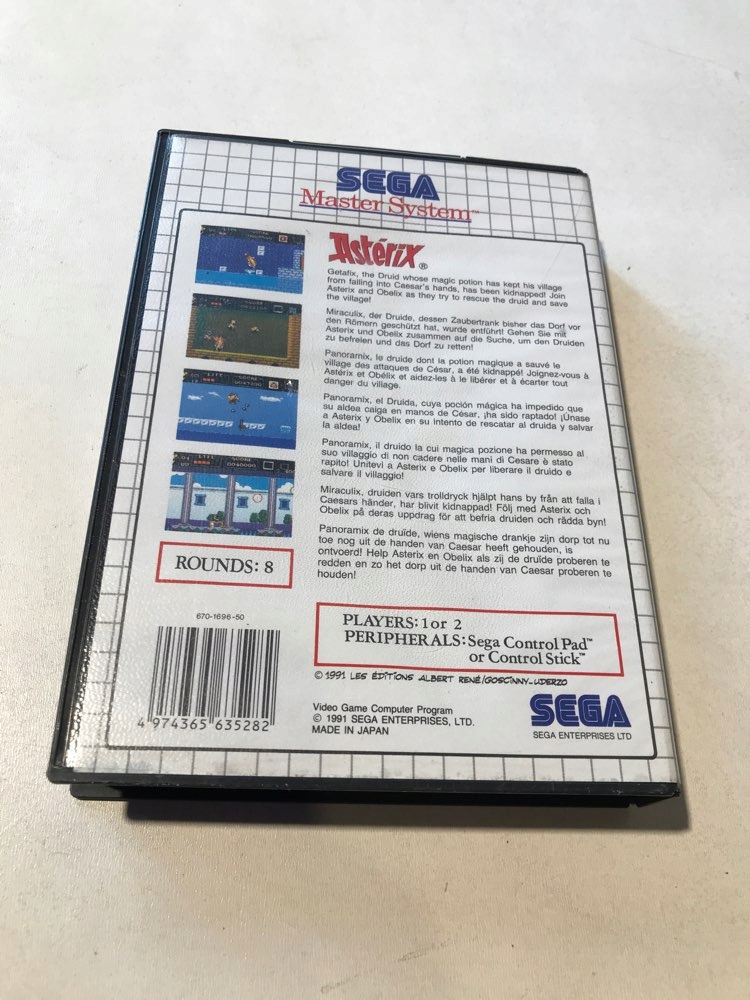 SEGA
Master System™
Astérix®
Getafix, the Druid whose magic potion has kept his village
from falling into Caesar's hands, has been kidnapped! Join
Asterix and Obelix as they try to rescue the druid and save
the village!
Miraculix, der Druide, dessen Zaubertrank bisher das Dorf vor
den Römern geschützt hat, wurde entführt! Gehen Sie mit
Asterix und Obelix zusammen auf die Suche, um den Druiden
zu befreien und das Dorf zu retten!
Panoramix, le druide dont la potion magique a sauvé le
village des attaques de César, a été kidnappé! Joignez-vous à
Astérix et Obélix et aidez-les à le libérer et à écarter tout
danger du village.
Panoramix, el Druida, cuya poción mágica ha impedido que
su aldea caiga en manos de César, ¡ha sido raptado! ¡Unase
a Asterix y Obelix en su intento de rescatar al druida y salvar
la aldea!
Panoramix, il druido la cui magica pozione ha permesso al
suo villaggio di non cadere nelle mani di Cesare è stato
rapito! Unitevi a Asterix e Obelix per liberare il druido e
salvare il villaggio!
Miraculix, druiden vars trolldryck hjälpt hans by från att falla i
Caesars händer, har blivit kidnappad! Följ med Asterix och
Obelix på deras uppdrag för att befria druiden och rädda byn!
Panoramix de druïde, wiens magische drankje zijn dorp tot nu
toe nog uit de handen van Caesar heeft gehouden, is
ontvoerd! Help Asterix en Obelix als zij de druïde proberen te
redden en zo het dorp uit de handen van Caesar proberen te
houden!
ROUNDS: 8
PLAYERS: 1 or 2
PERIPHERALS: Sega Control Pad™
or Control Stick™
670-1696-50
4 974365 635282
© 1991 LES ÉDITIONS ALBERT RENÉ/GOSCINNY-UDERZO
Video Game Computer Program
© 1991 SEGA ENTERPRISES, LTD.
MADE IN JAPAN
SEGA
SEGA ENTERPRISES LTD